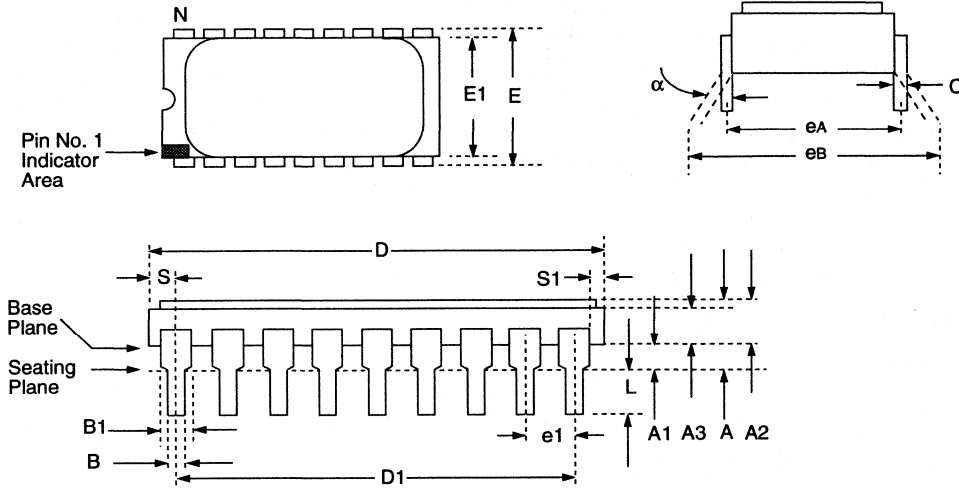 N
E1
E
Pin No. 1
Indicator
Area
α
C
eA
eB
D
S
S1
Base
Plane
Seating
Plane
L
B1
e1
A1
A3
A
A2
B
D1